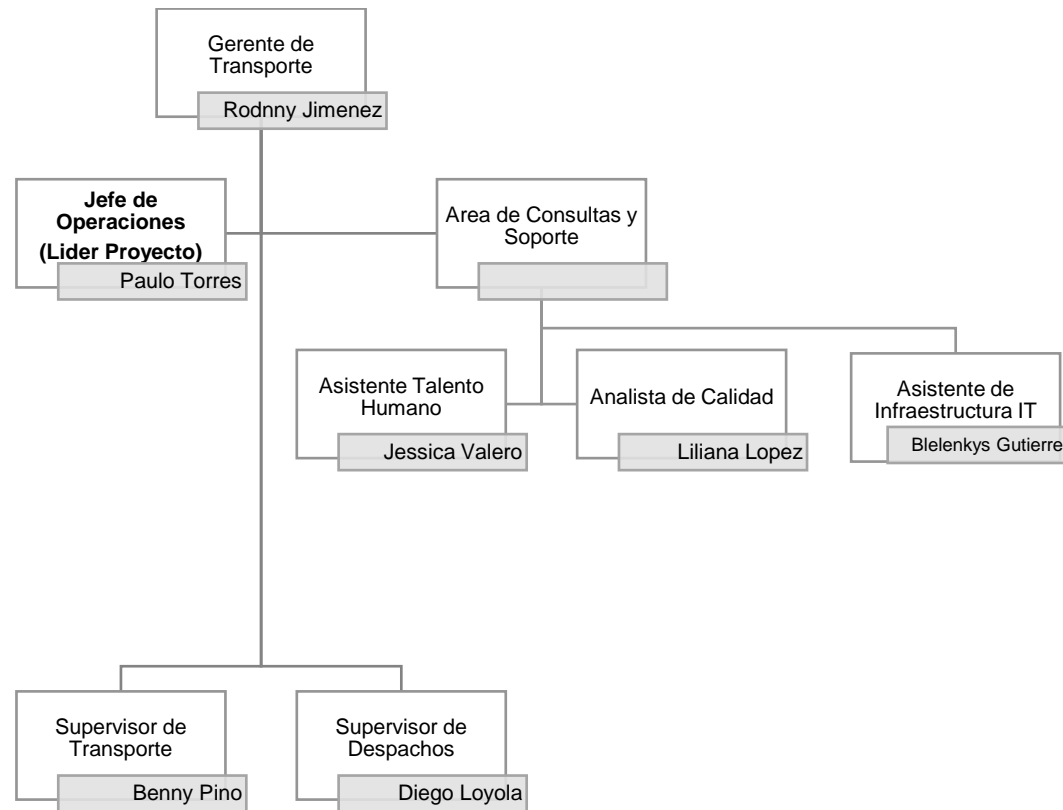 Gerente de
Transporte
Rodnny Jimenez
Jefe de
Operaciones
(Lider Proyecto)
Paulo Torres
Area de Consultas y
Soporte
Asistente Talento
Humano
Jessica Valero
Analista de Calidad
Liliana Lopez
Asistente de
Infraestructura IT
Blelenkys Gutierre
Supervisor de
Transporte
Benny Pino
Supervisor de
Despachos
Diego Loyola